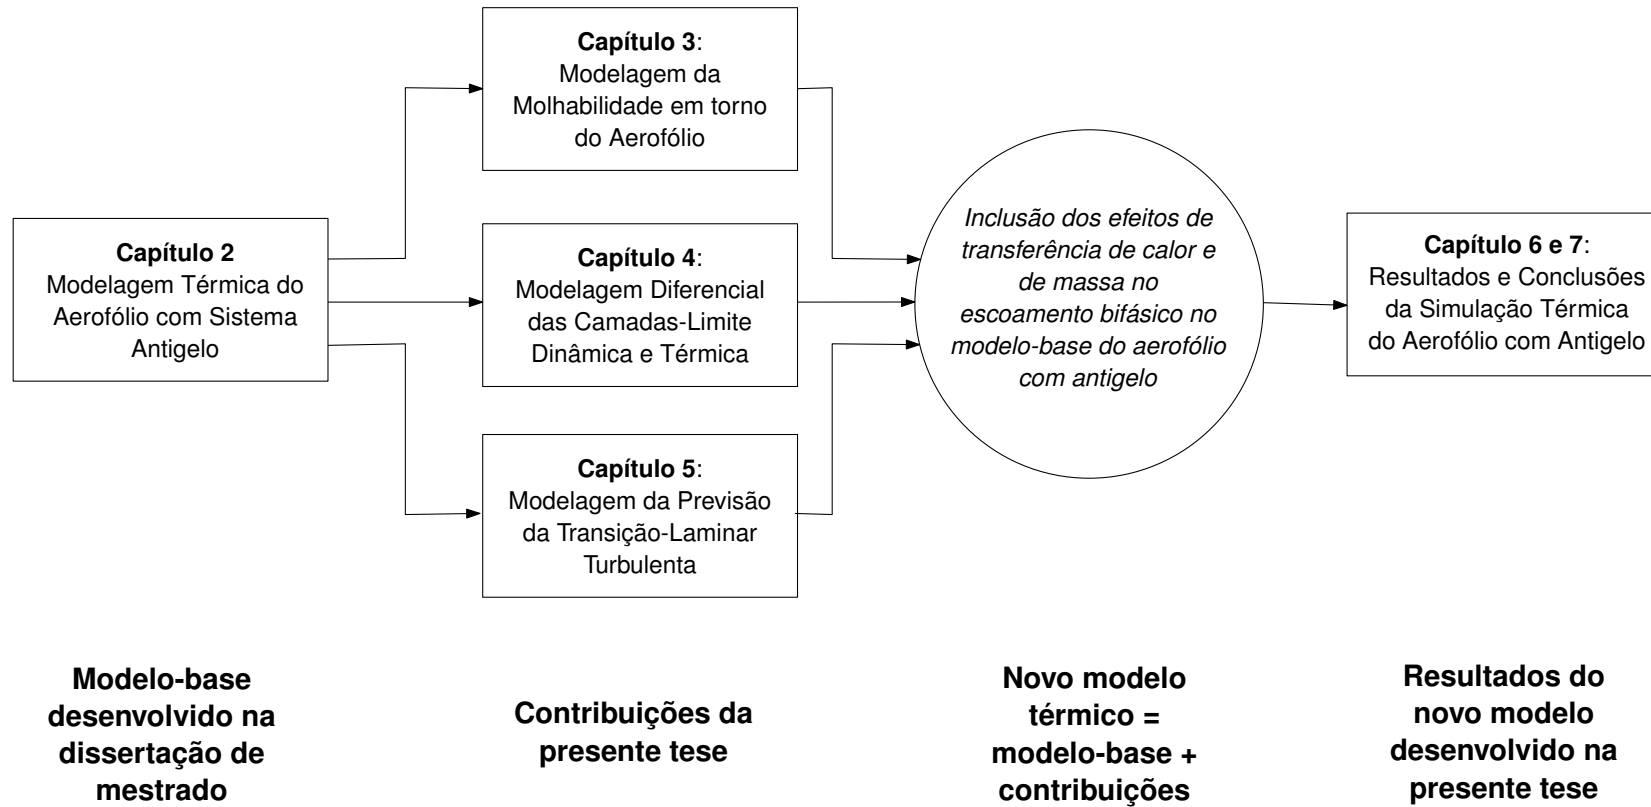 Capítulo 2
Modelagem Térmica do
Aerofólio com Sistema
Antigelo
Capítulo 3:
Modelagem da
Molhabilidade em torno
do Aerofólio
Capítulo 4:
Modelagem Diferencial
das Camadas-Limite
Dinâmica e Térmica
Capítulo 5:
Modelagem da Previsão
da Transição-Laminar
Turbulenta
Inclusão dos efeitos de
transferência de calor e
de massa no
escoamento bifásico no
modelo-base do aerofólio
com antigelo
Capítulo 6 e 7:
Resultados e Conclusões
da Simulação Térmica
do Aerofólio com Antigelo
Modelo-base
desenvolvido na
dissertação de
mestrado
Contribuições da
presente tese
Novo modelo
térmico =
modelo-base +
contribuições
Resultados do
novo modelo
desenvolvido na
presente tese